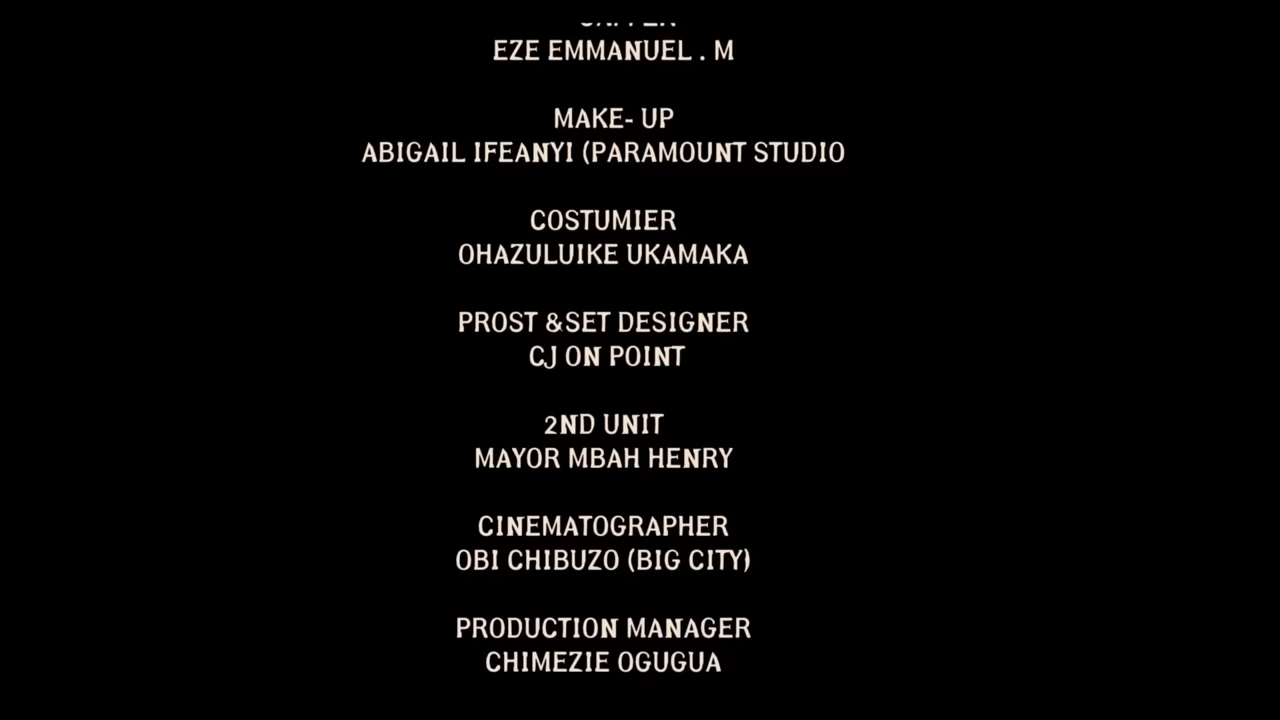 EZE EMMANUEL . M
MAKE- UP
ABIGAIL IFEANYI (PARAMOUNT STUDIO
COSTUMIER
OHAZULUIKE UKAMAKA
PROST &SET DESIGNER
CJ ON POINT
2ND UNIT
MAYOR MBAH HENRY
CINEMATOGRAPHER
OBI CHIBUZO (BIG CITY)
PRODUCTION MANAGER
CHIMEZIE OGUGUA